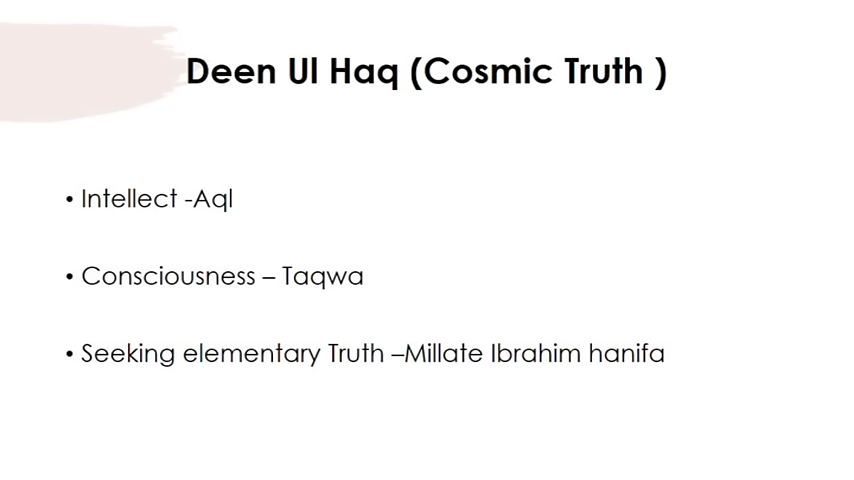 Deen Ul Haq (Cosmic Truth )
• Intellect -Aql
• Consciousness – Taqwa
• Seeking elementary Truth –Millate Ibrahim hanifa